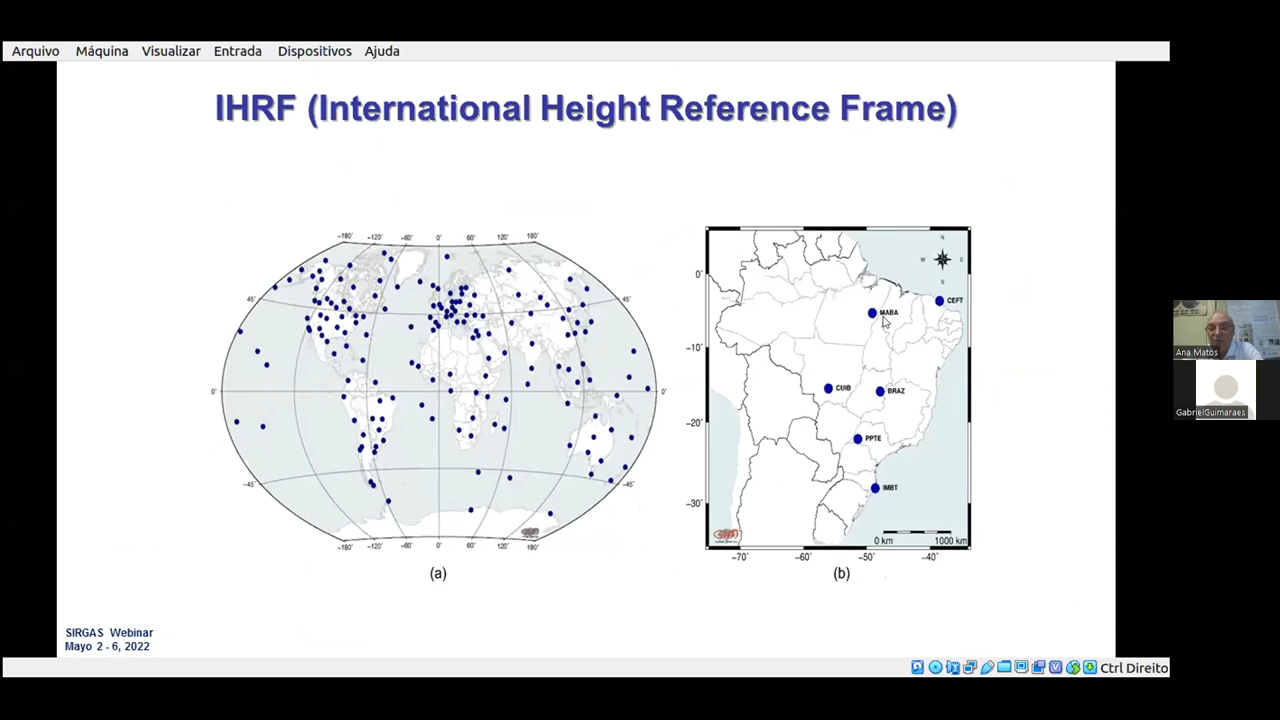 Arquivo Máquina Visualizar Entrada Dispositivos Ajuda
IHRF (International Height Reference Frame)
-180° -120° -60° 0° 60° 120° 180°
45° 45°
0° 0°
-45° -45°
-180° -120° -60° 0° 60° 120° 180°
(a)
N
W E
S
0°
-10°
-20°
-30°
CEFT
MABA
CUIB
BRAZ
PPTE
IMBT
0 km 1000 km
-70° -60° -50° -40°
(b)
SIRGAS Webinar
Mayo 2 - 6, 2022
Ana Matos
GabrielGuimaraes
Ctrl Direito